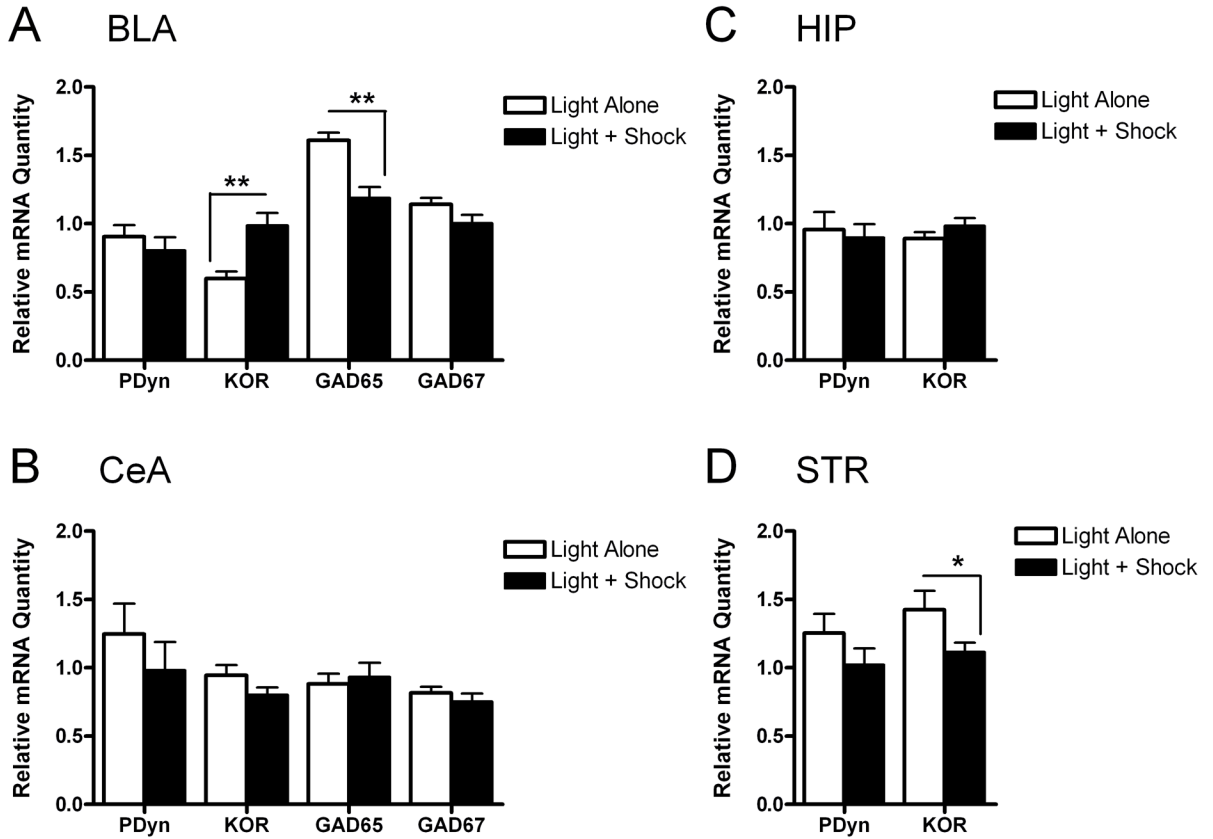 A BLA
Relative mRNA Quantity
2.0
1.5
1.0
0.5
0.0
**
**
PDyn KOR GAD65 GAD67
Light Alone
Light + Shock
C HIP
Relative mRNA Quantity
2.0
1.5
1.0
0.5
0.0
PDyn KOR
Light Alone
Light + Shock
B CeA
Relative mRNA Quantity
2.0
1.5
1.0
0.5
0.0
PDyn KOR GAD65 GAD67
Light Alone
Light + Shock
D STR
Relative mRNA Quantity
2.0
1.5
1.0
0.5
0.0
*
PDyn KOR
Light Alone
Light + Shock